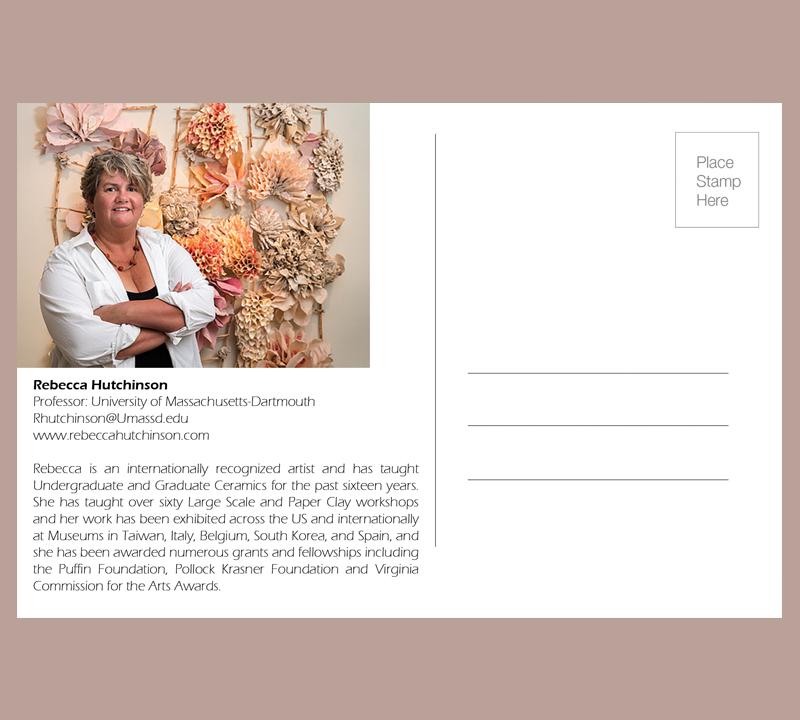 Rebecca Hutchinson
Professor: University of Massachusetts-Dartmouth
Rhutchinson@Umassd.edu
www.rebeccahutchinson.com
Rebecca is an internationally recognized artist and has taught
Undergraduate and Graduate Ceramics for the past sixteen years.
She has taught over sixty Large Scale and Paper Clay workshops
and her work has been exhibited across the US and internationally
at Museums in Taiwan, Italy, Belgium, South Korea, and Spain, and
she has been awarded numerous grants and fellowships including
the Puffin Foundation, Pollock Krasner Foundation and Virginia
Commission for the Arts Awards.
Place
Stamp
Here